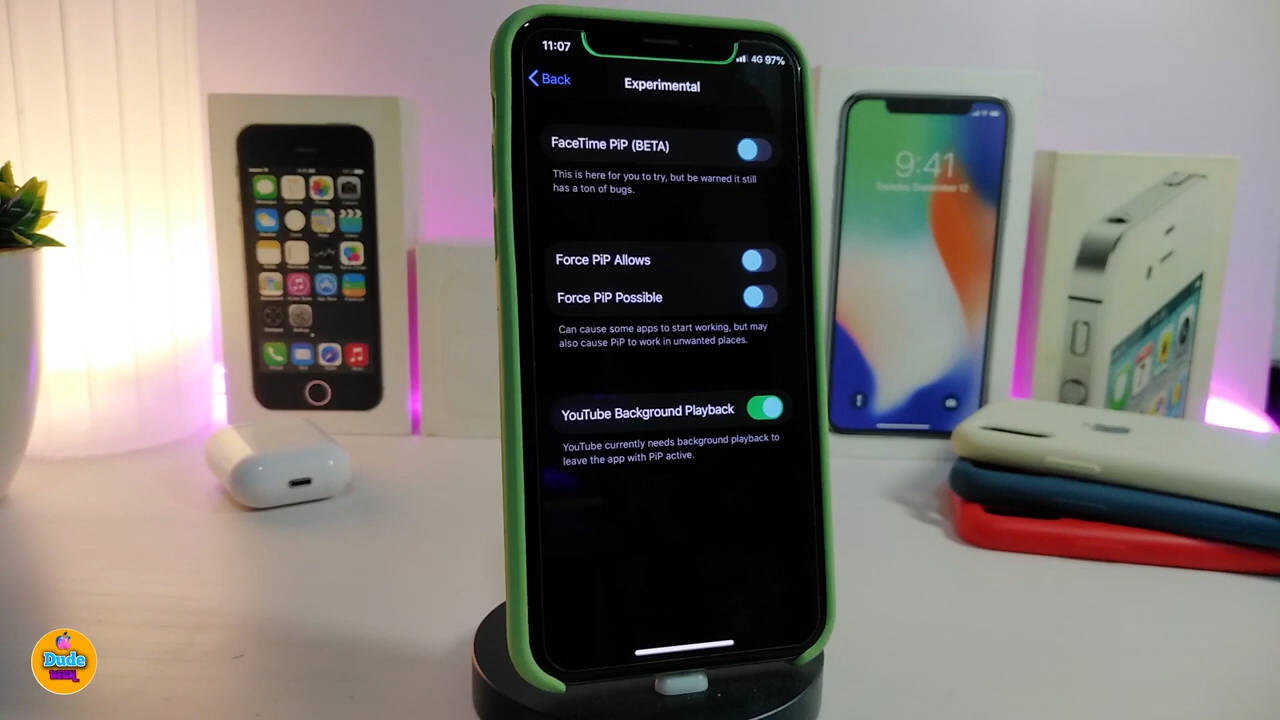 11:07
4G 97%
Back
Experimental
FaceTime PiP (BETA)
This is here for you to try, but be warned it still
has a ton of bugs.
Force PiP Allows
Force PiP Possible
Can cause some apps to start working, but may
also cause PiP to work in unwanted places.
YouTube Background Playback
YouTube currently needs background playback to
leave the app with PiP active.
9:41
Tuesday, September 12
Dude